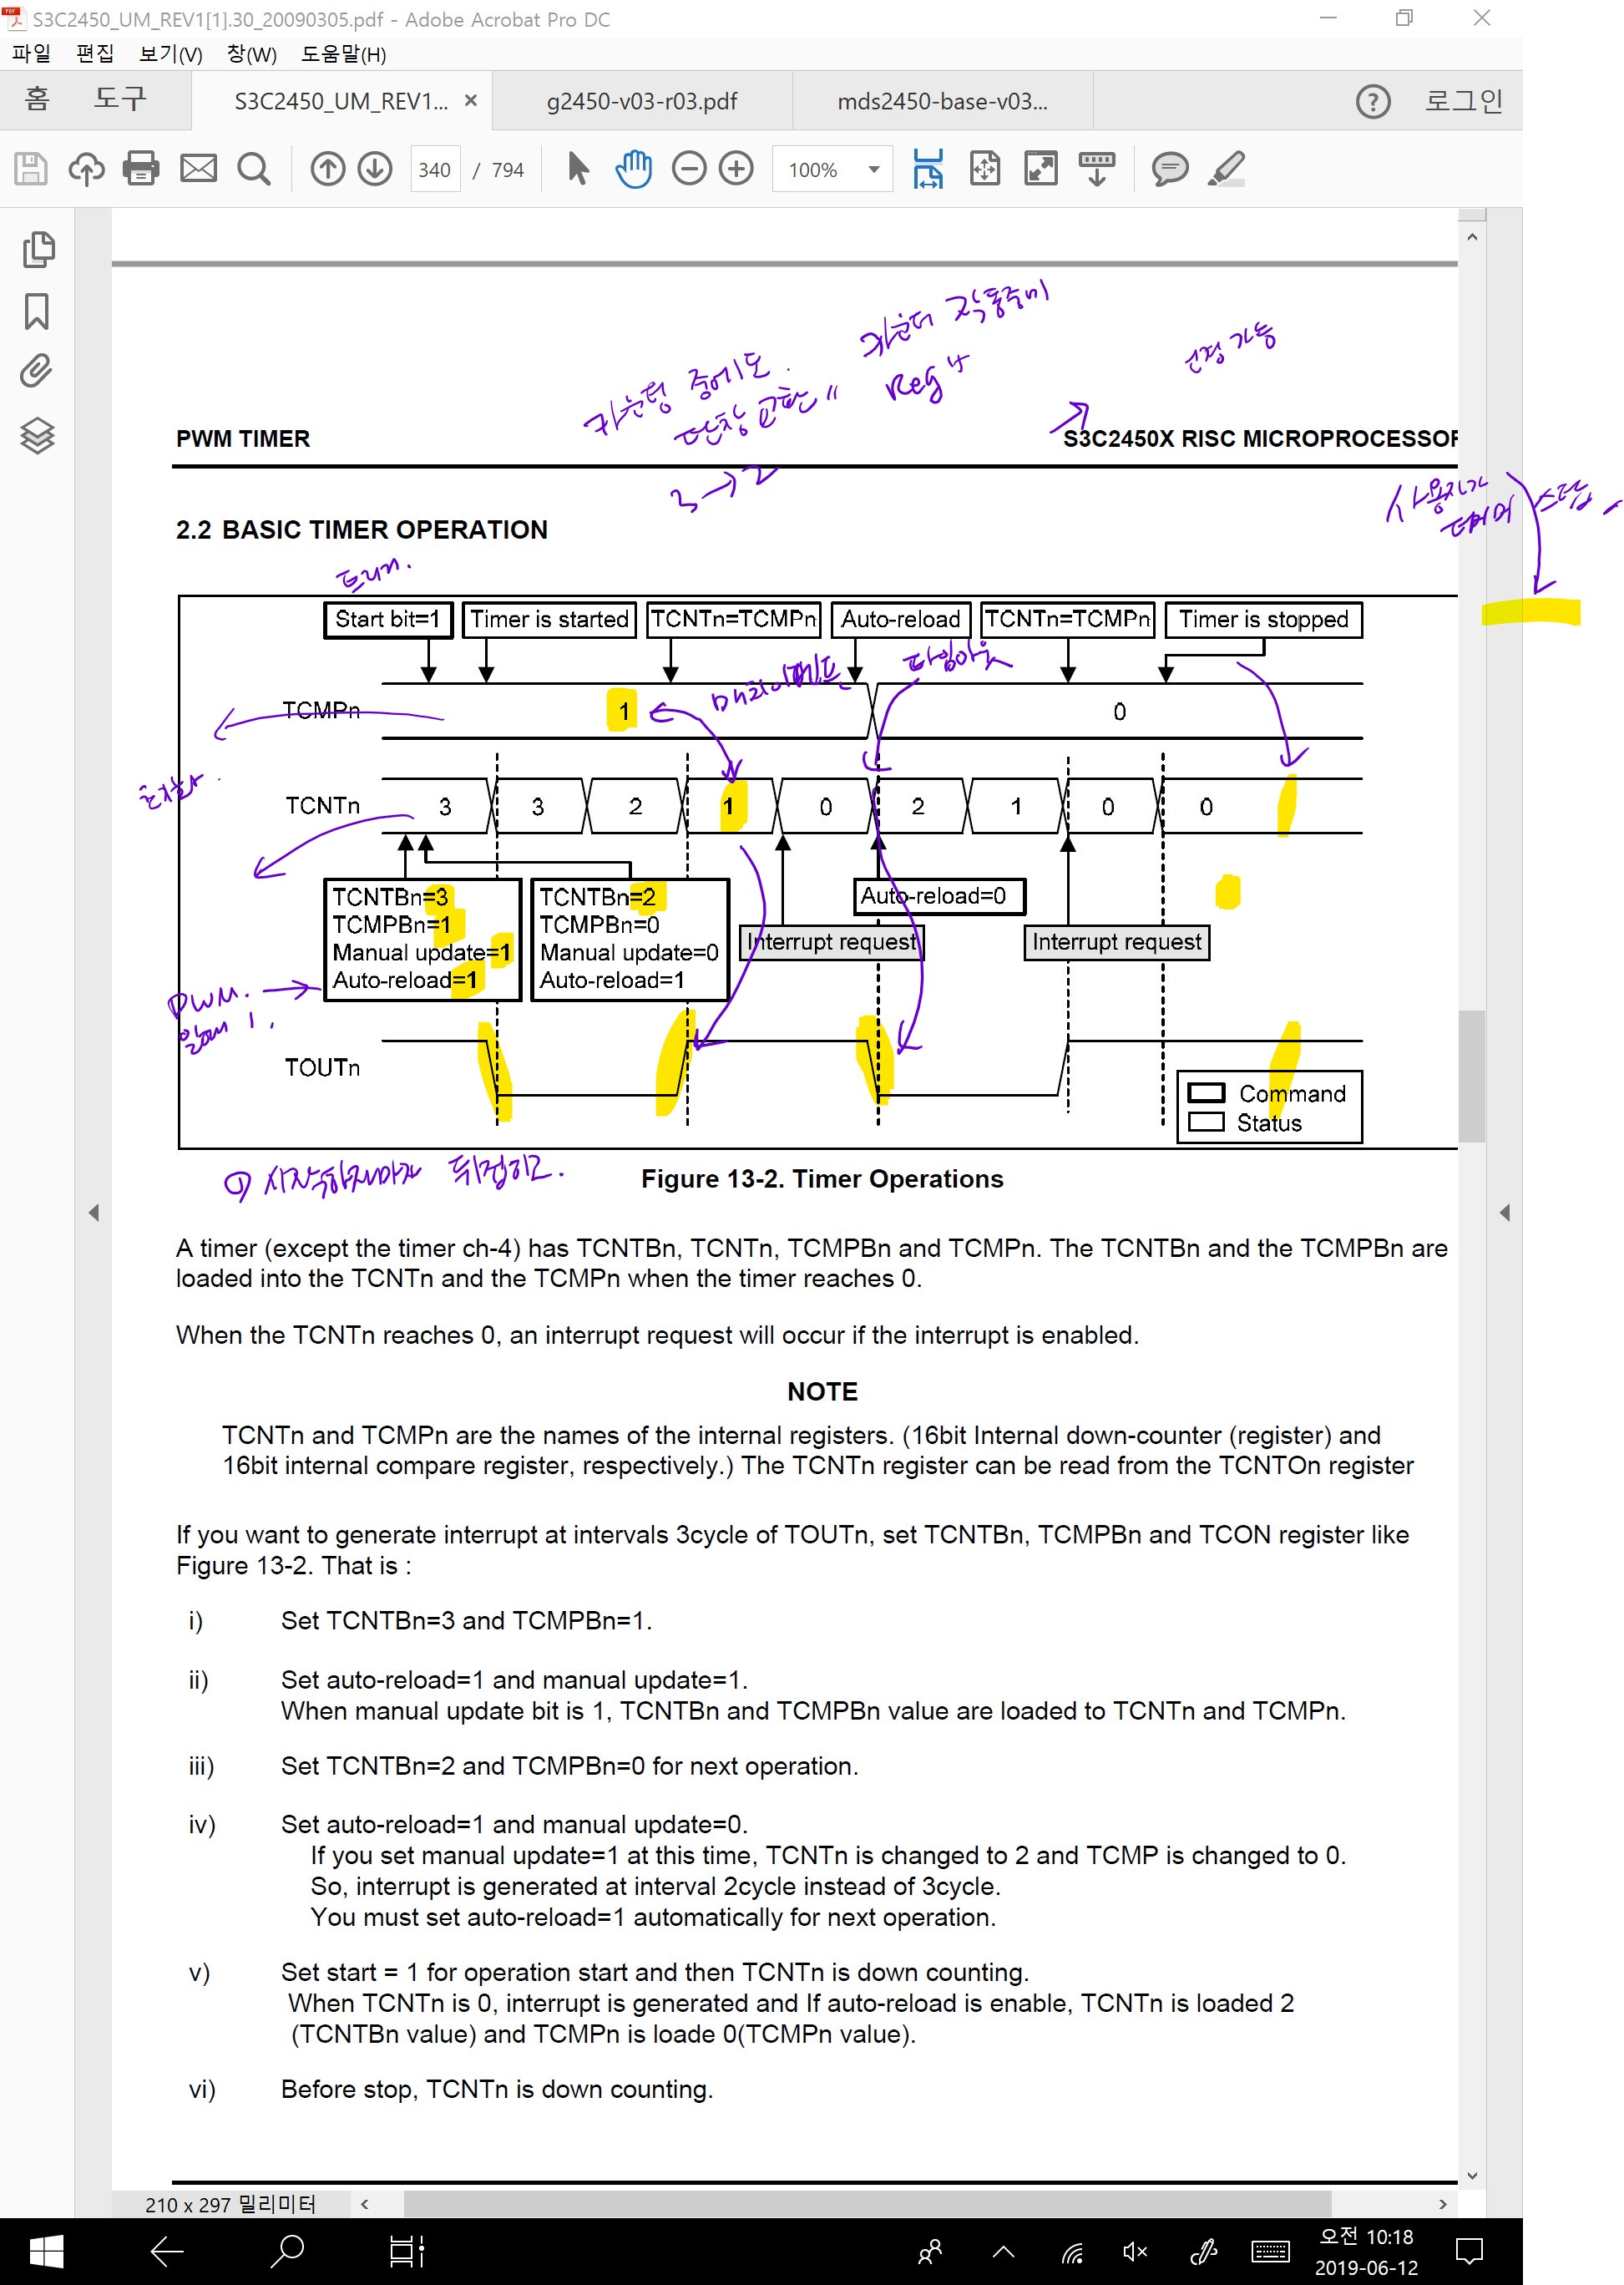 S3C2450_UM_REV1[1].30_20090305.pdf - Adobe Acrobat Pro DC
파일 편집 보기(V) 창(W) 도움말(H)
홈 도구 S3C2450_UM_REV1... × g2450-v03-r03.pdf mds2450-base-v03... ? 로그인
340 / 794 100%
카운팅 중에도.
탄창 교환"
3→2
카운터 작동중이
Reg
수정 가능
PWM TIMER S3C2450X RISC MICROPROCESSOR
사용자가
타이머 스탑
2.2 BASIC TIMER OPERATION
트리거.
Start bit=1 Timer is started TCNTn=TCMPn Auto-reload TCNTn=TCMPn Timer is stopped
매치이벤트 타임아웃
TCMPn 1 0
TCNTn 3 3 2 1 0 2 1 0 0
TCNTBn=3
TCMPBn=1
Manual update=1
Auto-reload=1
TCNTBn=2
TCMPBn=0
Manual update=0
Auto-reload=1
Auto-reload=0
Interrupt request Interrupt request
PWM.
1.
TOUTn
Command
Status
① 시작하자마자 뒤집히고.
Figure 13-2. Timer Operations
A timer (except the timer ch-4) has TCNTBn, TCNTn, TCMPBn and TCMPn. The TCNTBn and the TCMPBn are
loaded into the TCNTn and the TCMPn when the timer reaches 0.
When the TCNTn reaches 0, an interrupt request will occur if the interrupt is enabled.
NOTE
TCNTn and TCMPn are the names of the internal registers. (16bit Internal down-counter (register) and
16bit internal compare register, respectively.) The TCNTn register can be read from the TCNTOn register
If you want to generate interrupt at intervals 3cycle of TOUTn, set TCNTBn, TCMPBn and TCON register like
Figure 13-2. That is :
i) Set TCNTBn=3 and TCMPBn=1.
ii) Set auto-reload=1 and manual update=1.
When manual update bit is 1, TCNTBn and TCMPBn value are loaded to TCNTn and TCMPn.
iii) Set TCNTBn=2 and TCMPBn=0 for next operation.
iv) Set auto-reload=1 and manual update=0.
If you set manual update=1 at this time, TCNTn is changed to 2 and TCMP is changed to 0.
So, interrupt is generated at interval 2cycle instead of 3cycle.
You must set auto-reload=1 automatically for next operation.
v) Set start = 1 for operation start and then TCNTn is down counting.
When TCNTn is 0, interrupt is generated and If auto-reload is enable, TCNTn is loaded 2
(TCNTBn value) and TCMPn is loade 0(TCMPn value).
vi) Before stop, TCNTn is down counting.
210 x 297 밀리미터
오전 10:18
2019-06-12